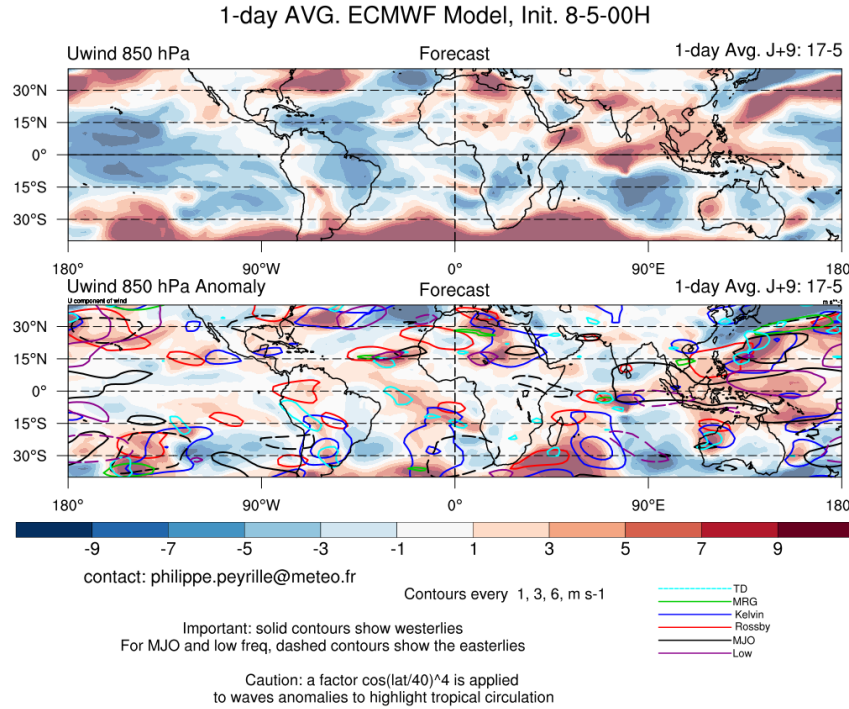 1-day AVG. ECMWF Model, Init. 8-5-00H
Uwind 850 hPa Forecast 1-day Avg. J+9: 17-5
30°N
15°N
0°
15°S
30°S
180° 90°W 0° 90°E 180°
Uwind 850 hPa Anomaly Forecast 1-day Avg. J+9: 17-5
U component of wind m s**-1
30°N
15°N
0°
15°S
30°S
180° 90°W 0° 90°E 180°
-9 -7 -5 -3 -1 1 3 5 7 9
contact: philippe.peyrille@meteo.fr
Contours every 1, 3, 6, m s-1
TD
MRG
Kelvin
Rossby
MJO
Low
Important: solid contours show westerlies
For MJO and low freq, dashed contours show the easterlies
Caution: a factor cos(lat/40)^4 is applied
to waves anomalies to highlight tropical circulation